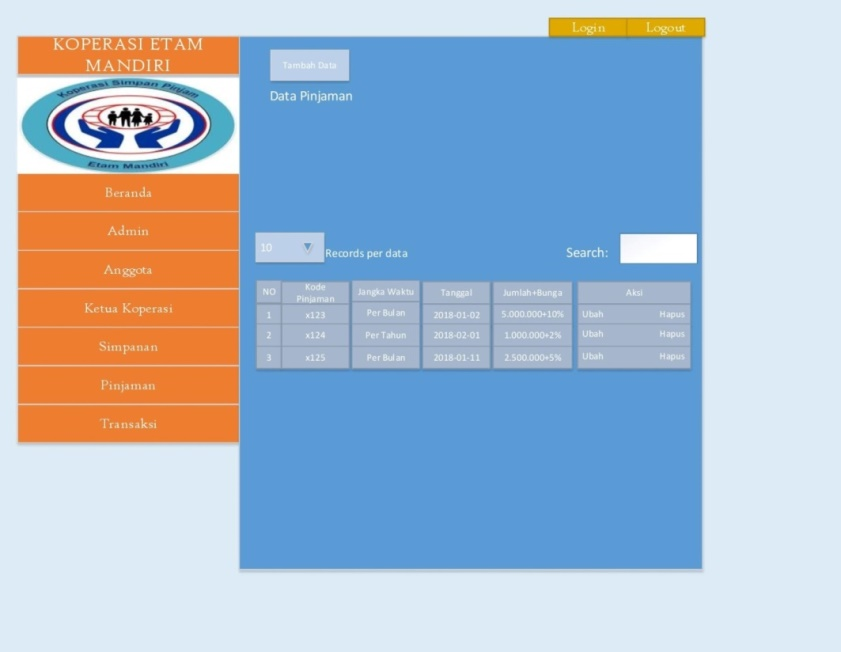 Login Logout
KOPERASI ETAM
MANDIRI
Koperasi Simpan Pinjam
Etam Mandiri
Beranda
Admin
Anggota
Ketua Koperasi
Simpanan
Pinjaman
Transaksi
Tambah Data
Data Pinjaman
10 Records per data Search:
NO Kode Pinjaman Jangka Waktu Tanggal Jumlah+Bunga Aksi
1 x123 Per Bulan 2018-01-02 5.000.000+10% Ubah Hapus
2 x124 Per Tahun 2018-02-01 1.000.000+2% Ubah Hapus
3 x125 Per Bulan 2018-01-11 2.500.000+5% Ubah Hapus